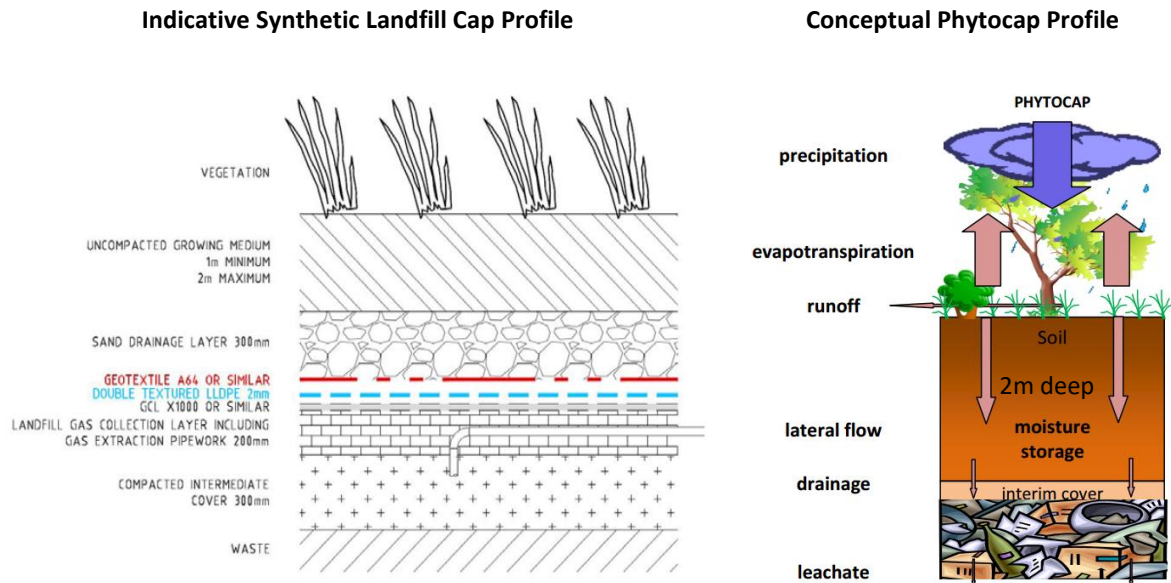 Indicative Synthetic Landfill Cap Profile
VEGETATION
UNCOMPACTED GROWING MEDIUM
1m MINIMUM
2m MAXIMUM
SAND DRAINAGE LAYER 300mm
GEOTEXTILE A64 OR SIMILAR
DOUBLE TEXTURED LLDPE 2mm
GCL X1000 OR SIMILAR
LANDFILL GAS COLLECTION LAYER INCLUDING
GAS EXTRACTION PIPEWORK 200mm
COMPACTED INTERMEDIATE
COVER 300mm
WASTE
Conceptual Phytocap Profile
PHYTOCAP
precipitation
evapotranspiration
runoff
Soil
2m deep
lateral flow
moisture
storage
drainage
interim cover
leachate